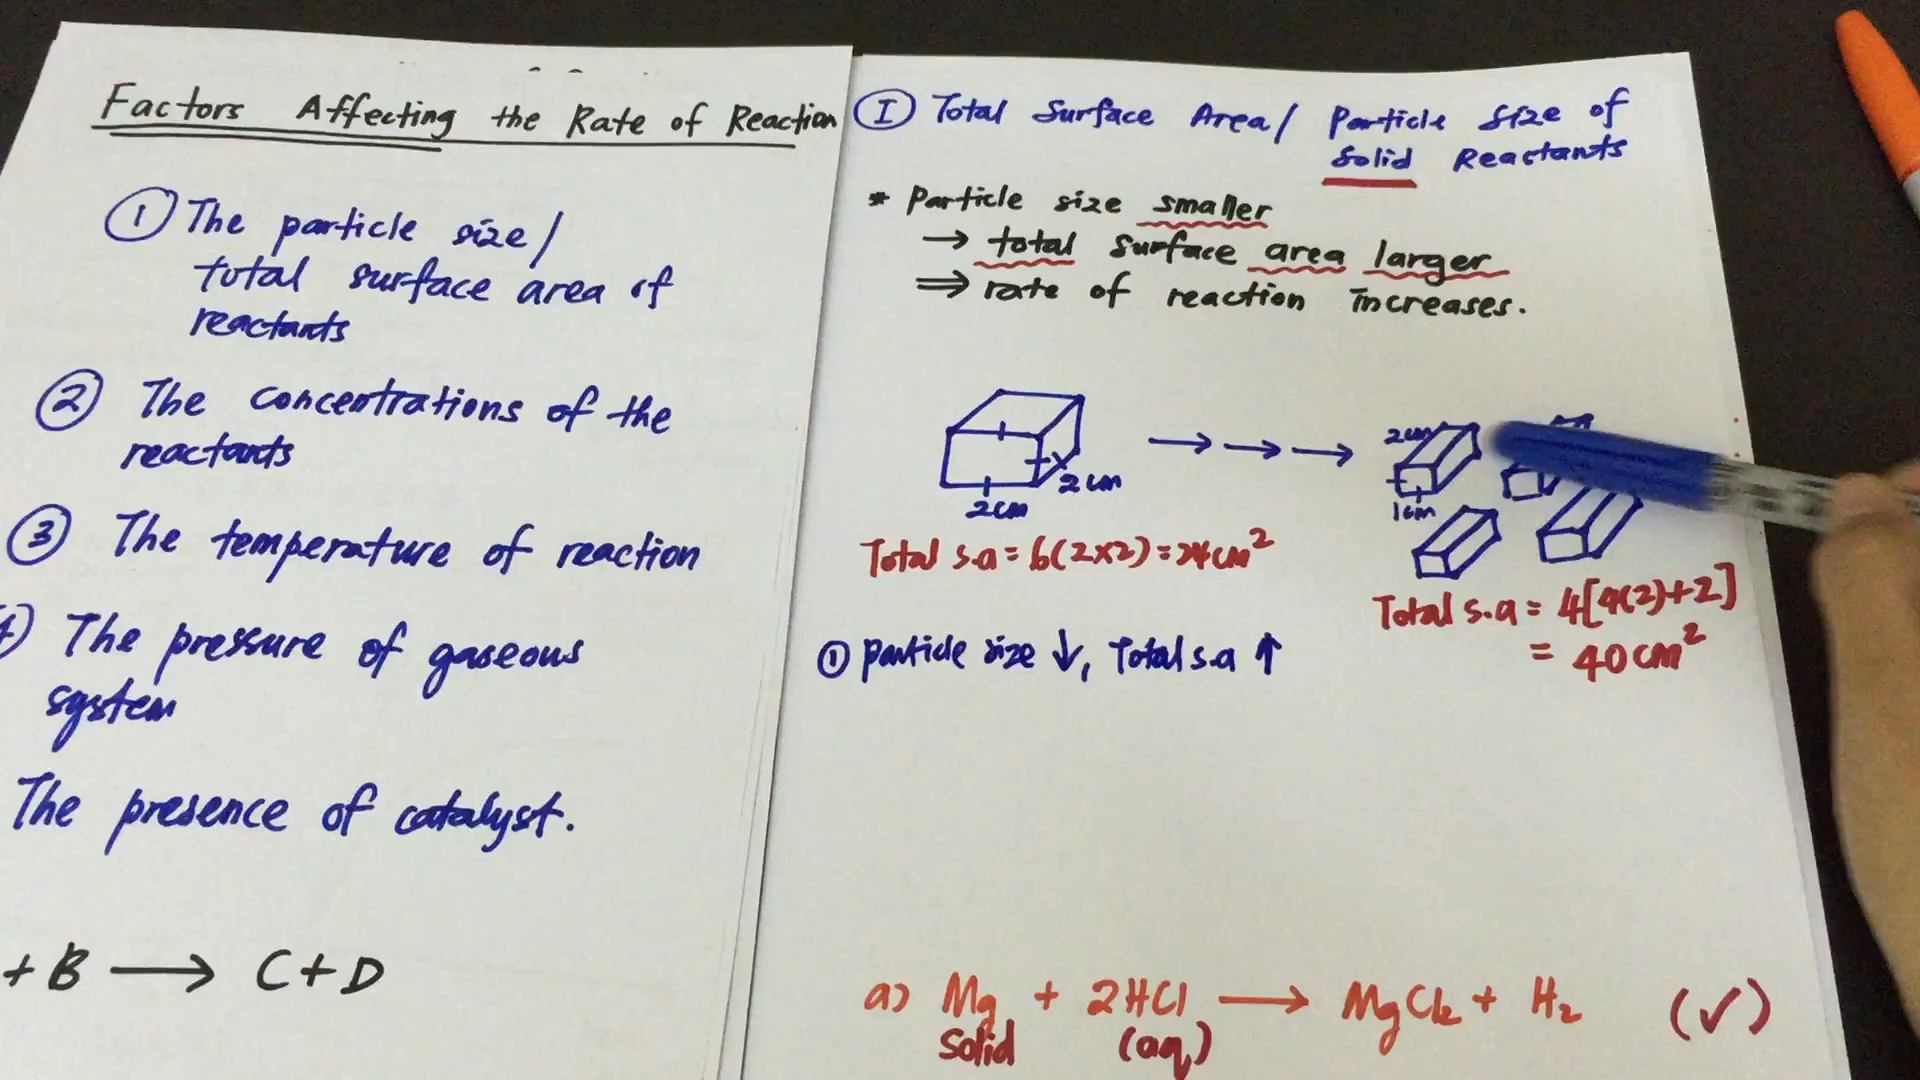 Factors Affecting the Rate of Reaction
① The particle size/
total surface area of
reactants
② The concentrations of the
reactants
③ The temperature of reaction
The pressure of gaseous
system
The presence of catalyst.
+ B → C + D
Ⓘ Total Surface Area/ Particle Size of
Solid Reactants
* Particle size smaller
→ total surface area larger
⇒ rate of reaction increases.
2cm
2cm
Total s.a = 6(2×2) = 24cm²
→ → →
2cm
1cm
Total s.a = 4[4(2)+2]
= 40cm²
① particle size ↓, Total s.a ↑
a) Mg + 2HCl → MgCl₂ + H₂ (✓)
Solid (aq)